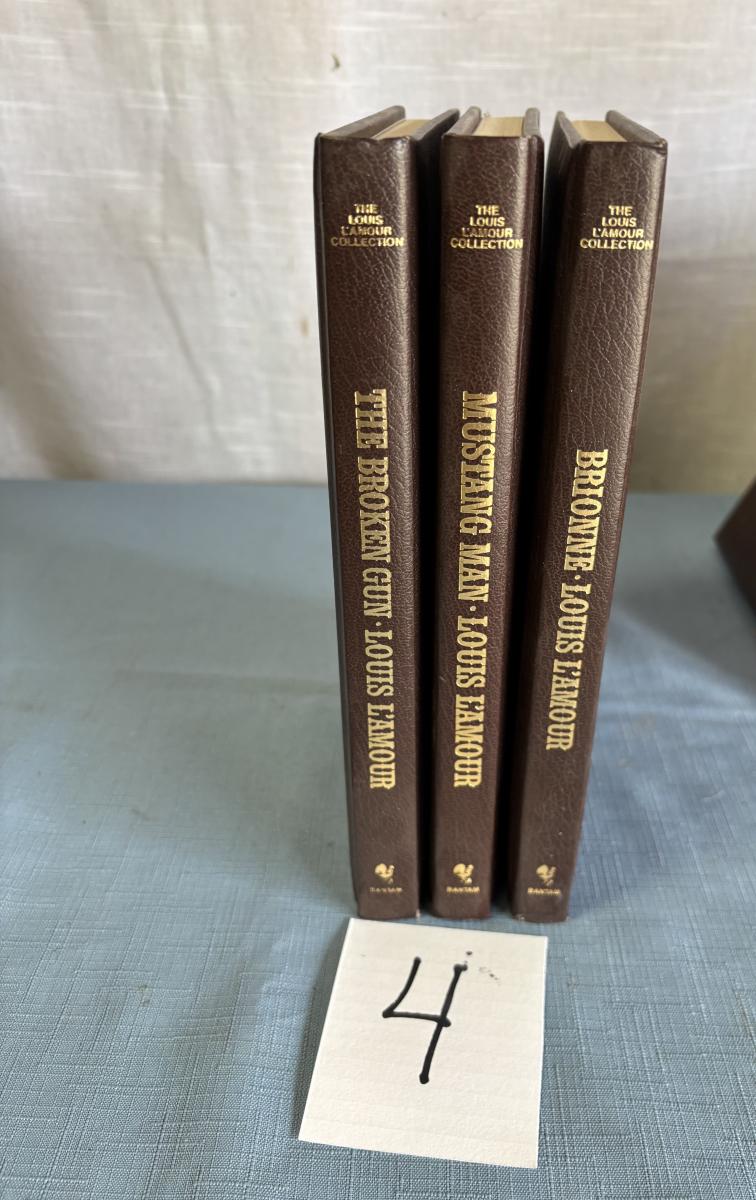 THE
LOUIS
L'AMOUR
COLLECTION
THE BROKEN GUN · LOUIS L'AMOUR
BANTAM
THE
LOUIS
L'AMOUR
COLLECTION
MUSTANG MAN · LOUIS L'AMOUR
BANTAM
THE
LOUIS
L'AMOUR
COLLECTION
BRIONNE · LOUIS L'AMOUR
BANTAM
4